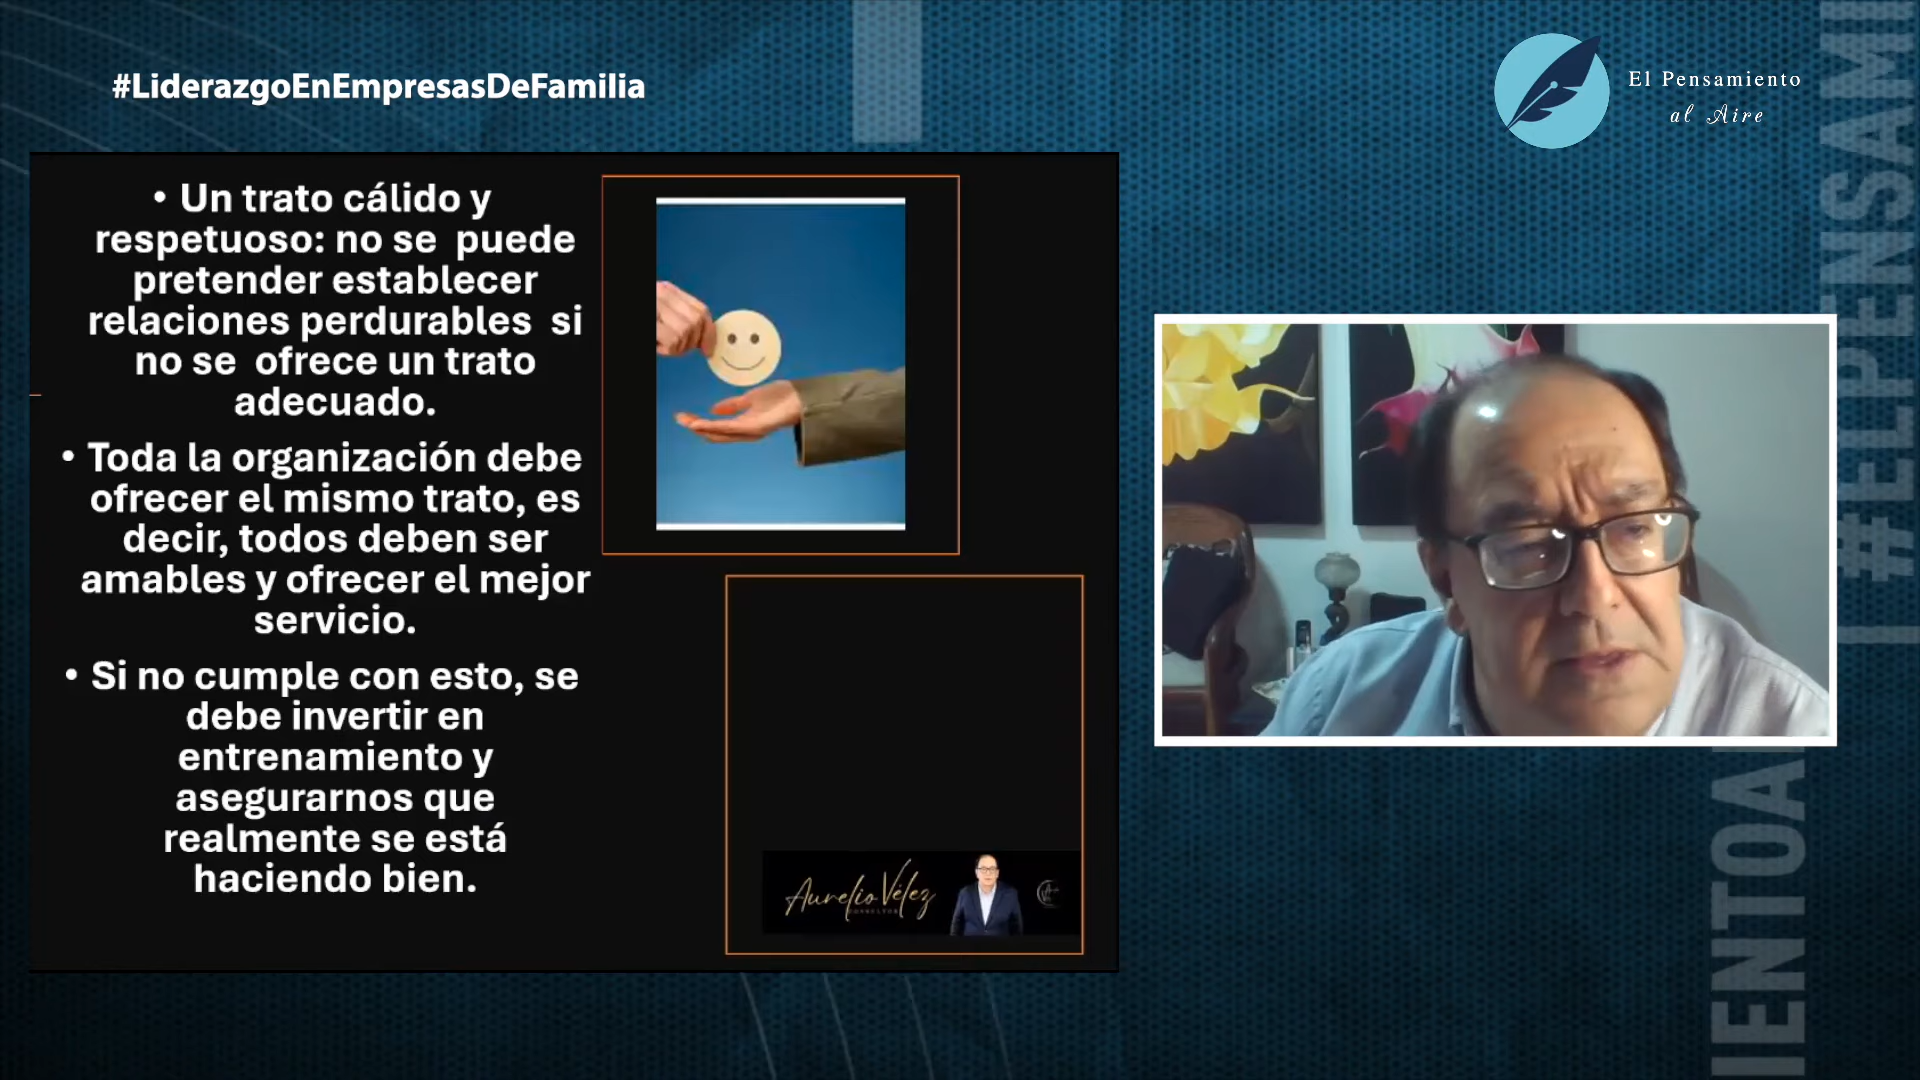 #LiderazgoEnEmpresasDeFamilia
El Pensamiento
al Aire
• Un trato cálido y
respetuoso: no se puede
pretender establecer
relaciones perdurables si
no se ofrece un trato
adecuado.
• Toda la organización debe
ofrecer el mismo trato, es
decir, todos deben ser
amables y ofrecer el mejor
servicio.
• Si no cumple con esto, se
debe invertir en
entrenamiento y
asegurarnos que
realmente se está
haciendo bien.
Aurelio Vélez
#ELPENSAMI
IENTOA